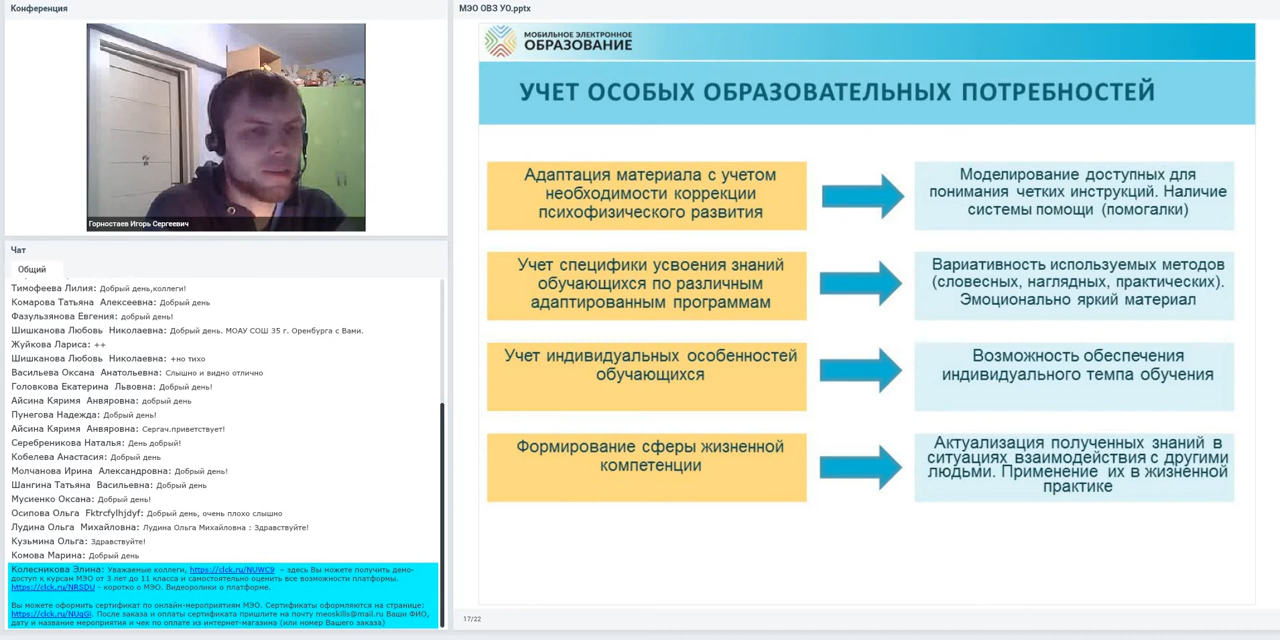 Конференция
Горностаев Игорь Сергеевич
Чат
Общий
Тимофеева Лилия: Добрый день,коллеги!
Комарова Татьяна Алексеевна: Добрый день
Фазульзянова Евгения: добрый день!
Шишканова Любовь Николаевна: Добрый день. МОАУ СОШ 35 г. Оренбурга с Вами.
Жуйкова Лариса: ++
Шишканова Любовь Николаевна: +но тихо
Васильева Оксана Анатольевна: Слышно и видно отлично
Головкова Екатерина Львовна: Добрый день!
Айсина Кяримя Анвяровна: добрый день
Пунегова Надежда: Добрый день!
Айсина Кяримя Анвяровна: Сергач.приветствует!
Серебреникова Наталья: День добрый!
Кобелева Анастасия: Добрый день
Молчанова Ирина Александровна: Добрый день!
Шангина Татьяна Васильевна: Добрый день
Мусиенко Оксана: Добрый день!
Осипова Ольга Fktrcfylhjdyf: Добрый день, очень плохо слышно
Лудина Ольга Михайловна: Лудина Ольга Михайловна : Здравствуйте!
Кузьмина Ольга: Здравствуйте!
Комова Марина: Добрый день
Колесникова Элина: Уважаемые коллеги, https://clck.ru/NUWC9 – здесь Вы можете получить демо-
доступ к курсам МЭО от 3 лет до 11 класса и самостоятельно оценить все возможности платформы.
https://clck.ru/NRSDU - коротко о МЭО. Видеоролики о платформе.
Вы можете оформить сертификат по онлайн-мероприятиям МЭО. Сертификаты оформляются на странице:
https://clck.ru/NUqGi. После заказа и оплаты сертификата пришлите на почту meoskills@mail.ru Ваши ФИО,
дату и название мероприятия и чек по оплате из интернет-магазина (или номер Вашего заказа)
МЭО ОВЗ УО.pptx
МОБИЛЬНОЕ ЭЛЕКТРОННОЕ
ОБРАЗОВАНИЕ
УЧЕТ ОСОБЫХ ОБРАЗОВАТЕЛЬНЫХ ПОТРЕБНОСТЕЙ
Адаптация материала с учетом
необходимости коррекции
психофизического развития
Моделирование доступных для
понимания четких инструкций. Наличие
системы помощи (помогалки)
Учет специфики усвоения знаний
обучающихся по различным
адаптированным программам
Вариативность используемых методов
(словесных, наглядных, практических).
Эмоционально яркий материал
Учет индивидуальных особенностей
обучающихся
Возможность обеспечения
индивидуального темпа обучения
Формирование сферы жизненной
компетенции
Актуализация полученных знаний в
ситуациях взаимодействия с другими
людьми. Применение их в жизненной
практике
17/22